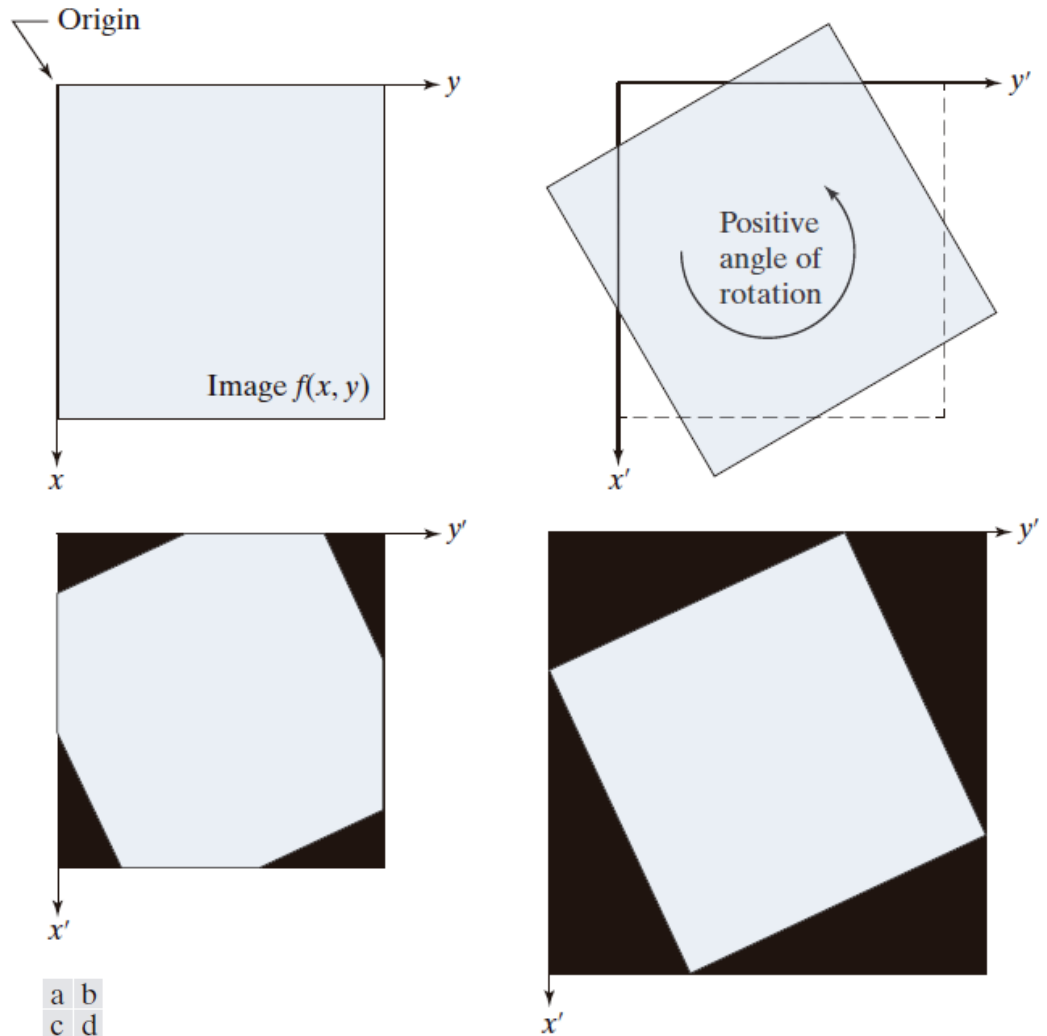 Origin
y
y′
Image f(x, y)
Positive
angle of
rotation
x
x′
y′
y′
x′
x′
a b
c d